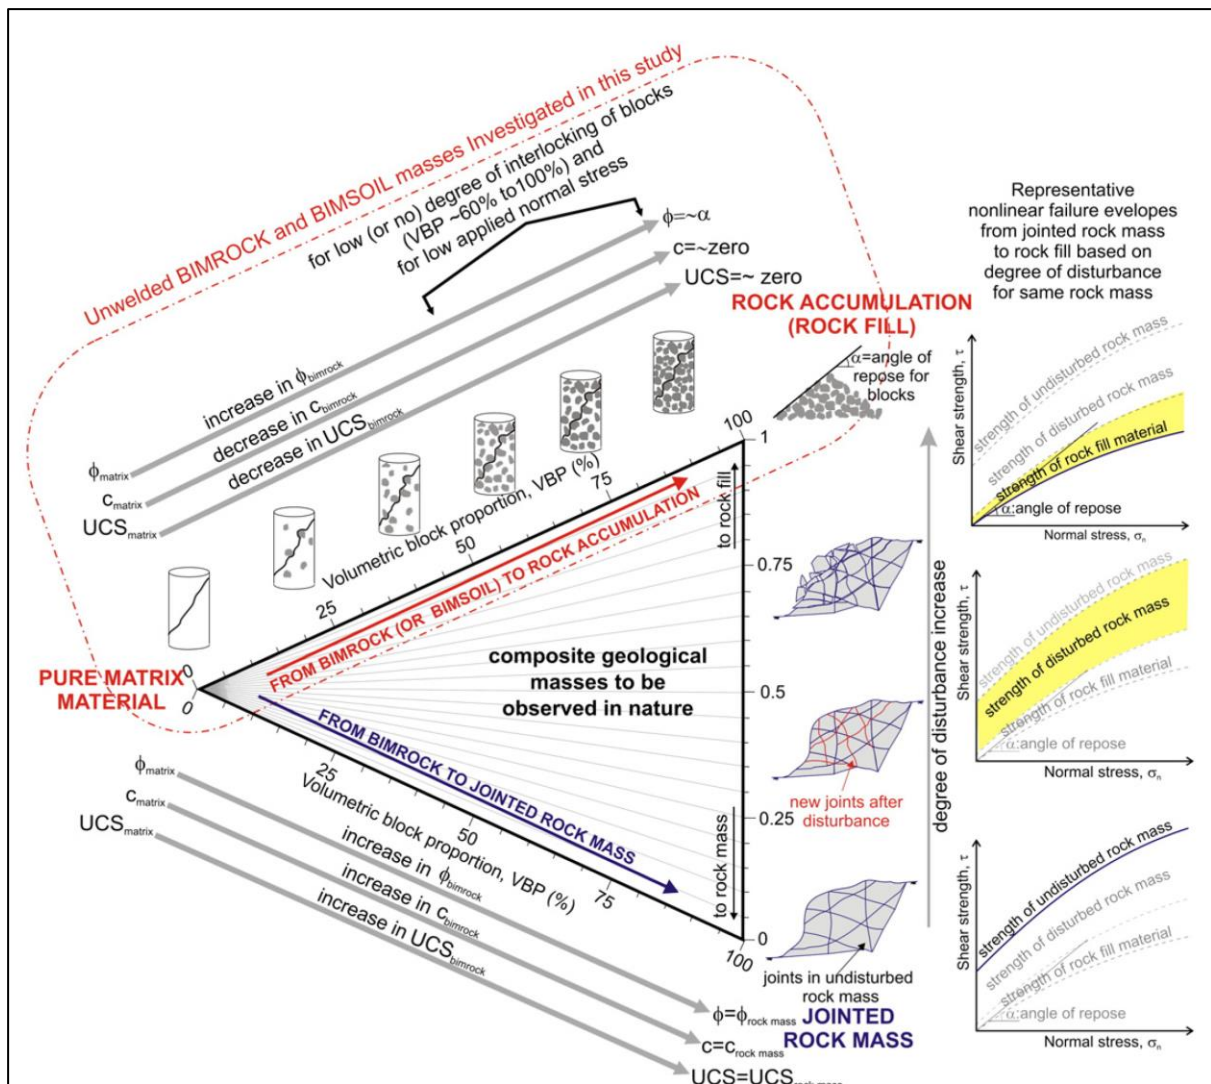 Unwelded BIMROCK and BIMSOIL masses Investigated in this study
for low (or no) degree of interlocking of blocks
(VBP ~60% to100%) and
for low applied normal stress
ϕ=~α
c=~zero
UCS=~ zero
increase in ϕbimrock
decrease in cbimrock
decrease in UCSbimrock
ϕmatrix
cmatrix
UCSmatrix
ROCK ACCUMULATION
(ROCK FILL)
α=angle of
repose for
blocks
Volumetric block proportion, VBP (%)
0
25
50
75
100
FROM BIMROCK (OR BIMSOIL) TO ROCK ACCUMULATION
PURE MATRIX
MATERIAL
composite geological
masses to be
observed in nature
FROM BIMROCK TO JOINTED ROCK MASS
0
25
50
75
100
Volumetric block proportion, VBP (%)
1
0.75
0.5
0.25
0
to rock fill
to rock mass
ϕmatrix
cmatrix
UCSmatrix
increase in ϕbimrock
increase in cbimrock
increase in UCSbimrock
ϕ=ϕrock mass
c=crock mass
UCS=UCSrock mass
JOINTED
ROCK MASS
new joints after
disturbance
joints in undisturbed
rock mass
degree of disturbance increase
Representative
nonlinear failure evelopes
from jointed rock mass
to rock fill based on
degree of disturbance
for same rock mass
Shear strength, τ
strength of undisturbed rock mass
strength of disturbed rock mass
strength of rock fill material
α:angle of repose
Normal stress, σn
Shear strength, τ
strength of undisturbed rock mass
strength of disturbed rock mass
strength of rock fill material
α:angle of repose
Normal stress, σn
Shear strength, τ
strength of undisturbed rock mass
strength of disturbed rock mass
strength of rock fill material
α:angle of repose
Normal stress, σn